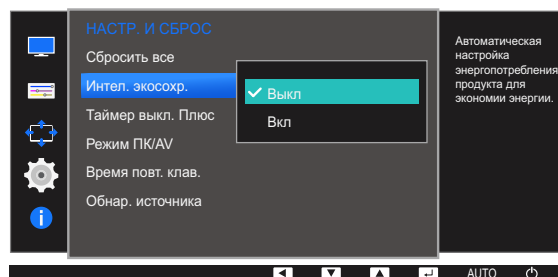 НАСТР. И СБРОС
Сбросить все
Интел. экосохр.
Таймер выкл. Плюс
Режим ПК/AV
Время повт. клав.
Обнар. источника
Выкл
Вкл
Автоматическая
настройка
энергопотребления
продукта для
экономии энергии.
AUTO